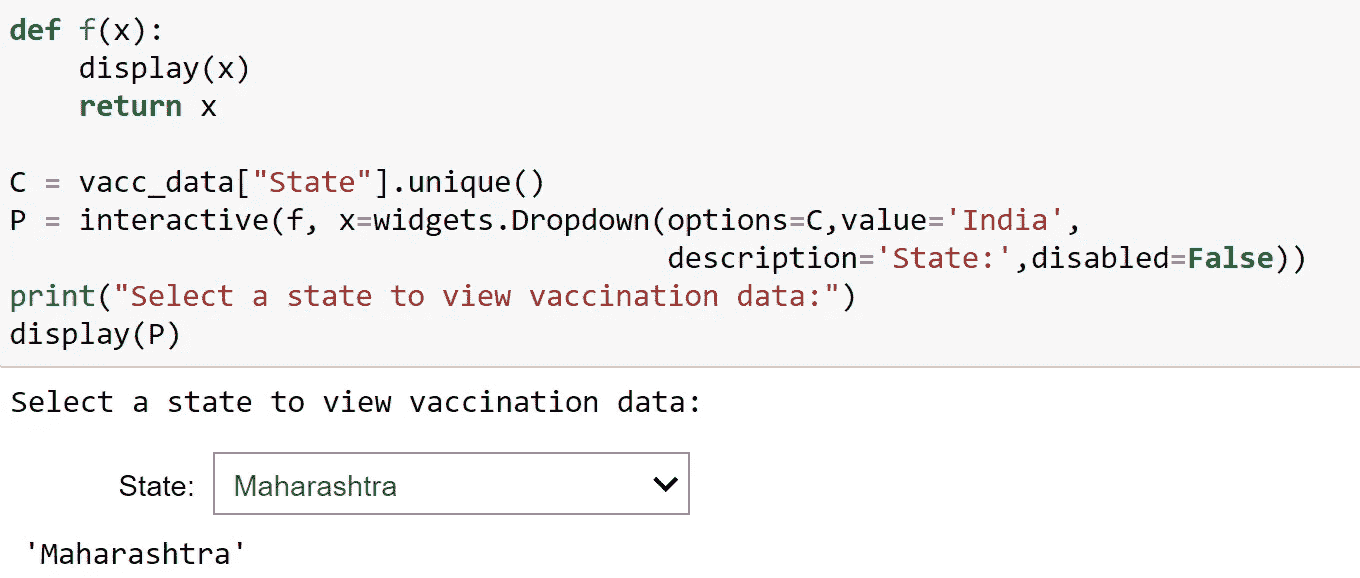 def f(x):
    display(x)
    return x
C = vacc_data["State"].unique()
P = interactive(f, x=widgets.Dropdown(options=C,value='India',
                                      description='State:',disabled=False))
print("Select a state to view vaccination data:")
display(P)
Select a state to view vaccination data:
State: Maharashtra
'Maharashtra'